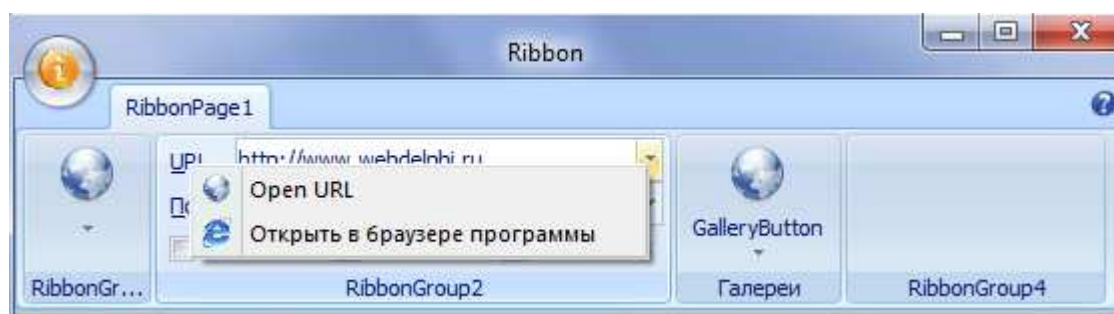 Ribbon
RibbonPage1
URL http://www.webdelphi.ru
Open URL
Открыть в браузере программы
GalleryButton
RibbonGr...
RibbonGroup2
Галереи
RibbonGroup4